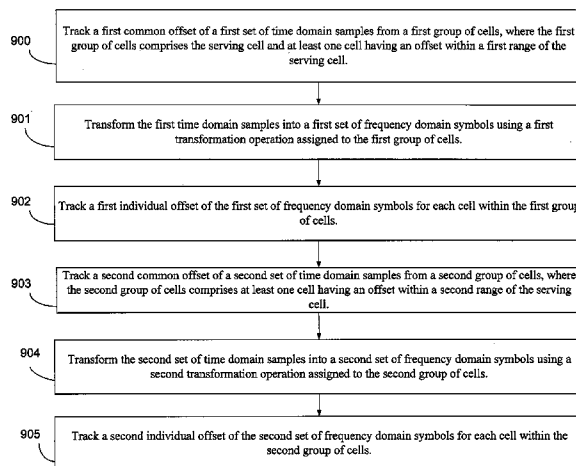 900
Track a first common offset of a first set of time domain samples from a first group of cells, where the first
group of cells comprises the serving cell and at least one cell having an offset within a first range of the
serving cell.
901
Transform the first time domain samples into a first set of frequency domain symbols using a first
transformation operation assigned to the first group of cells.
902
Track a first individual offset of the first set of frequency domain symbols for each cell within the first group
of cells.
903
Track a second common offset of a second set of time domain samples from a second group of cells, where
the second group of cells comprises at least one cell having an offset within a second range of the serving
cell.
904
Transform the second set of time domain samples into a second set of frequency domain symbols using a
second transformation operation assigned to the second group of cells.
905
Track a second individual offset of the second set of frequency domain symbols for each cell within the
second group of cells.